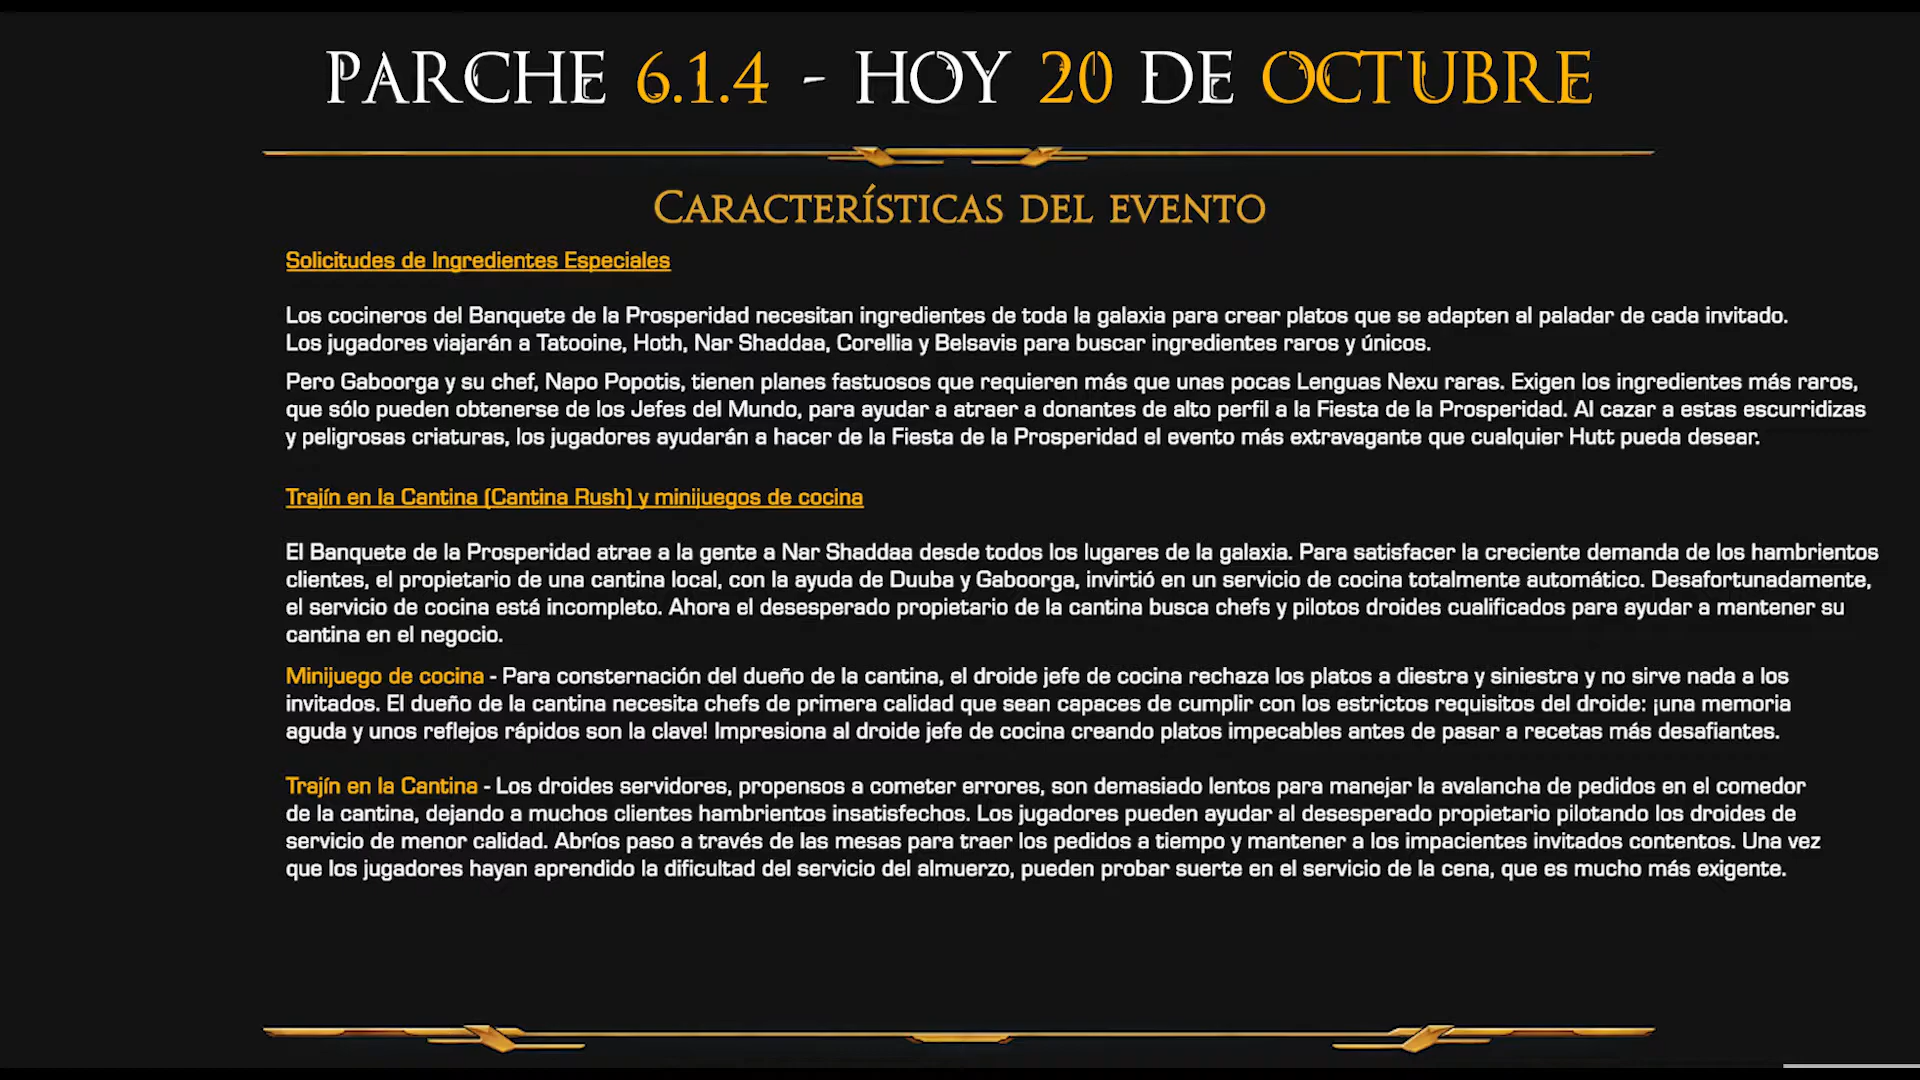 PARCHE 6.1.4 - HOY 20 DE OCTUBRE
Características del evento
Solicitudes de Ingredientes Especiales
Los cocineros del Banquete de la Prosperidad necesitan ingredientes de toda la galaxia para crear platos que se adapten al paladar de cada invitado.
Los jugadores viajarán a Tatooine, Hoth, Nar Shaddaa, Corellia y Belsavis para buscar ingredientes raros y únicos.
Pero Gaboorga y su chef, Napo Popotis, tienen planes fastuosos que requieren más que unas pocas Lenguas Nexu raras. Exigen los ingredientes más raros,
que sólo pueden obtenerse de los Jefes del Mundo, para ayudar a atraer a donantes de alto perfil a la Fiesta de la Prosperidad. Al cazar a estas escurridizas
y peligrosas criaturas, los jugadores ayudarán a hacer de la Fiesta de la Prosperidad el evento más extravagante que cualquier Hutt pueda desear.
Trajín en la Cantina (Cantina Rush) y minijuegos de cocina
El Banquete de la Prosperidad atrae a la gente a Nar Shaddaa desde todos los lugares de la galaxia. Para satisfacer la creciente demanda de los hambrientos
clientes, el propietario de una cantina local, con la ayuda de Duuba y Gaboorga, invirtió en un servicio de cocina totalmente automático. Desafortunadamente,
el servicio de cocina está incompleto. Ahora el desesperado propietario de la cantina busca chefs y pilotos droides cualificados para ayudar a mantener su
cantina en el negocio.
Minijuego de cocina - Para consternación del dueño de la cantina, el droide jefe de cocina rechaza los platos a diestra y siniestra y no sirve nada a los
invitados. El dueño de la cantina necesita chefs de primera calidad que sean capaces de cumplir con los estrictos requisitos del droide: ¡una memoria
aguda y unos reflejos rápidos son la clave! Impresiona al droide jefe de cocina creando platos impecables antes de pasar a recetas más desafiantes.
Trajín en la Cantina - Los droides servidores, propensos a cometer errores, son demasiado lentos para manejar la avalancha de pedidos en el comedor
de la cantina, dejando a muchos clientes hambrientos insatisfechos. Los jugadores pueden ayudar al desesperado propietario pilotando los droides de
servicio de menor calidad. Abríos paso a través de las mesas para traer los pedidos a tiempo y mantener a los impacientes invitados contentos. Una vez
que los jugadores hayan aprendido la dificultad del servicio del almuerzo, pueden probar suerte en el servicio de la cena, que es mucho más exigente.